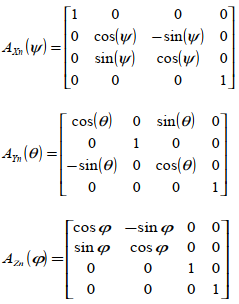 A_{Xn}(ψ) = [1 0 0 0
0 cos(ψ) −sin(ψ) 0
0 sin(ψ) cos(ψ) 0
0 0 0 1]
A_{Yn}(θ) = [cos(θ) 0 sin(θ) 0
0 1 0 0
−sin(θ) 0 cos(θ) 0
0 0 0 1]
A_{Zn}(φ) = [cos φ −sin φ 0 0
sin φ cos φ 0 0
0 0 1 0
0 0 0 1]